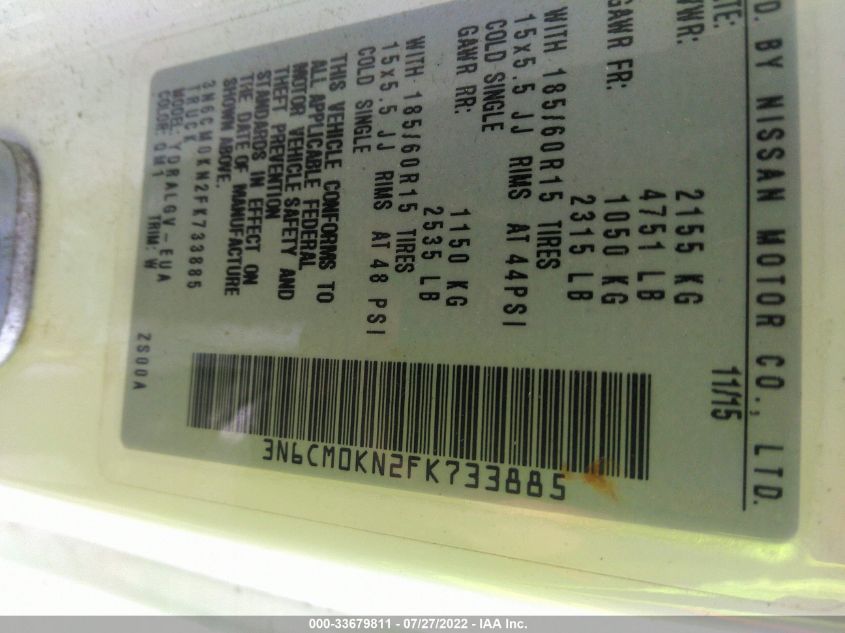 D. BY NISSAN MOTOR CO., LTD.
ATE: 11/15
VWR: 2155 KG
4751 LB
GAWR FR: 1050 KG
2315 LB
WITH 185/60R15 TIRES
15x5.5 JJ RIMS AT 44PSI
COLD SINGLE
GAWR RR: 1150 KG
2535 LB
WITH 185/60R15 TIRES
15x5.5 JJ RIMS AT 48 PSI
COLD SINGLE
THIS VEHICLE CONFORMS TO
ALL APPLICABLE FEDERAL
MOTOR VEHICLE SAFETY AND
THEFT PREVENTION
STANDARDS IN EFFECT ON
THE DATE OF MANUFACTURE
SHOWN ABOVE.
3N6CM0KN2FK733885
TRUCK
MODEL: YDRALGV-EUA
COLOR: QM1 TRIM: W
ZS00A
3N6CM0KN2FK733885
000-33679811 - 07/27/2022 - IAA Inc.